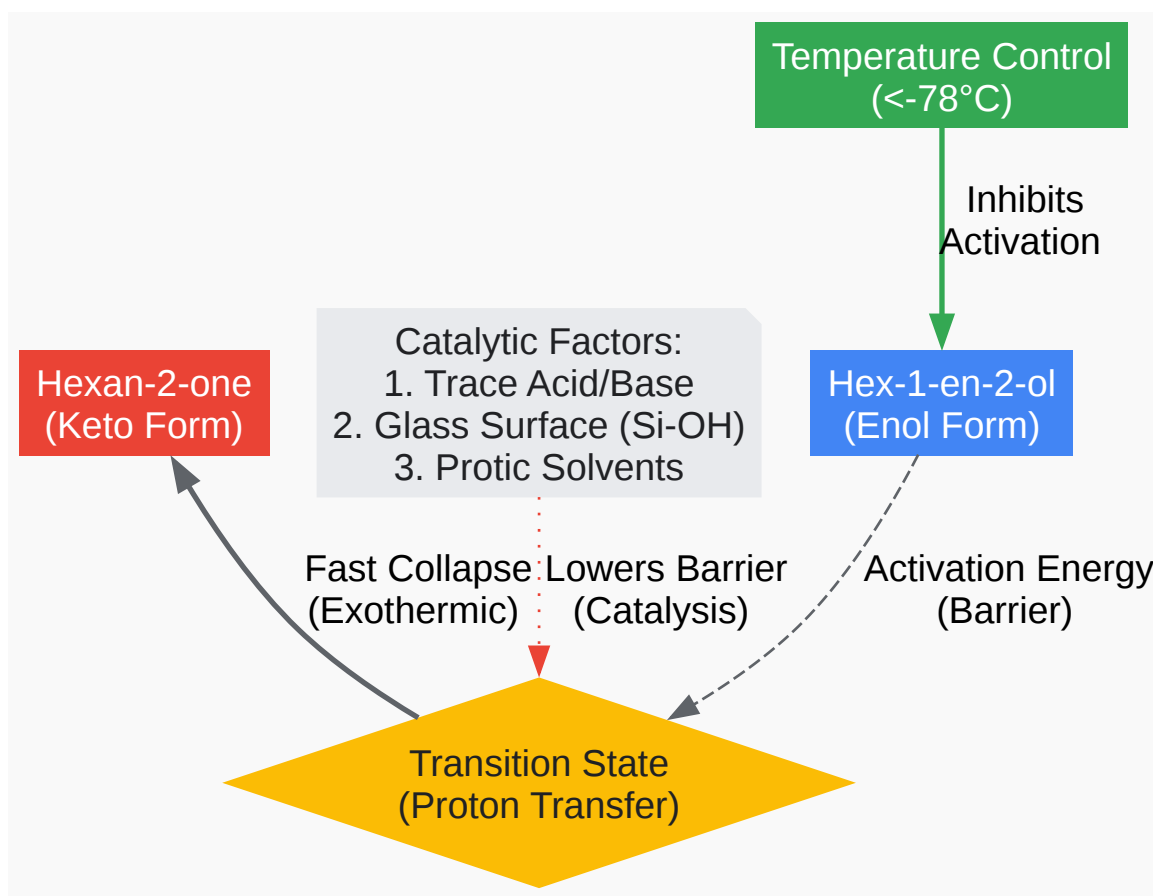 Temperature Control
(<-78°C)
Inhibits
Activation
Catalytic Factors:
1. Trace Acid/Base
2. Glass Surface (Si-OH)
3. Protic Solvents
Hexan-2-one
(Keto Form)
Hex-1-en-2-ol
(Enol Form)
Fast Collapse
(Exothermic)
Lowers Barrier
(Catalysis)
Activation Energy
(Barrier)
Transition State
(Proton Transfer)